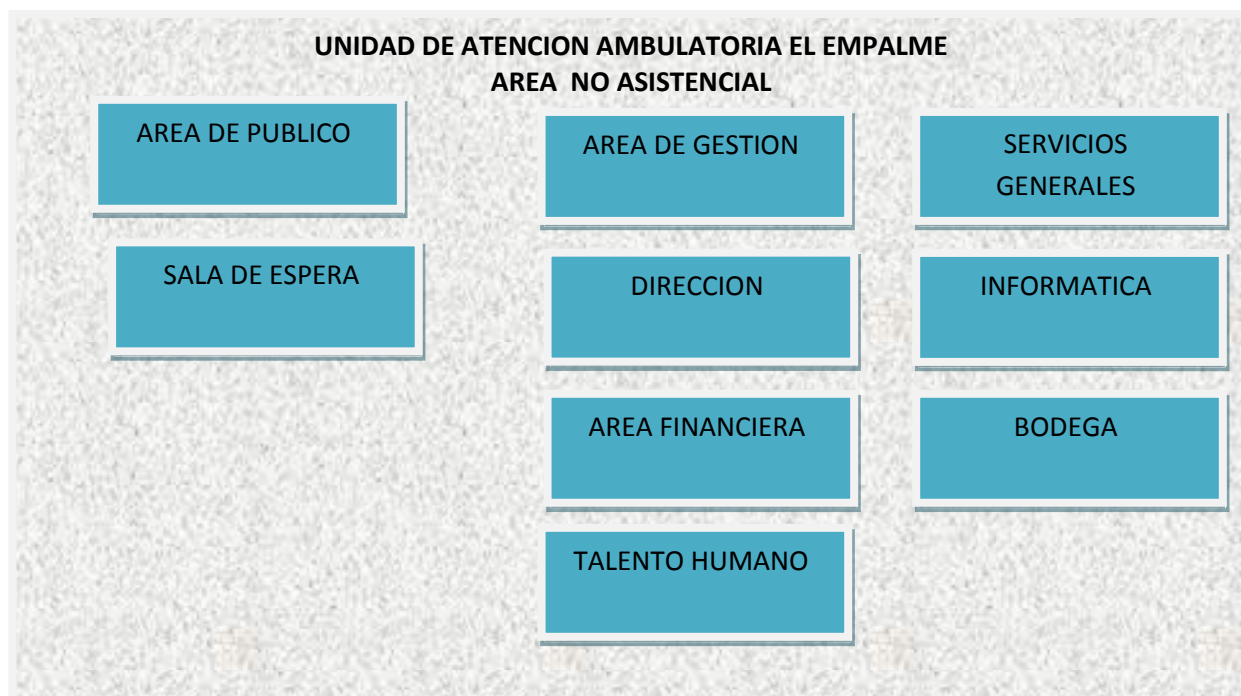 UNIDAD DE ATENCION AMBULATORIA EL EMPALME
AREA NO ASISTENCIAL
AREA DE PUBLICO
SALA DE ESPERA
AREA DE GESTION
DIRECCION
AREA FINANCIERA
TALENTO HUMANO
SERVICIOS
GENERALES
INFORMATICA
BODEGA